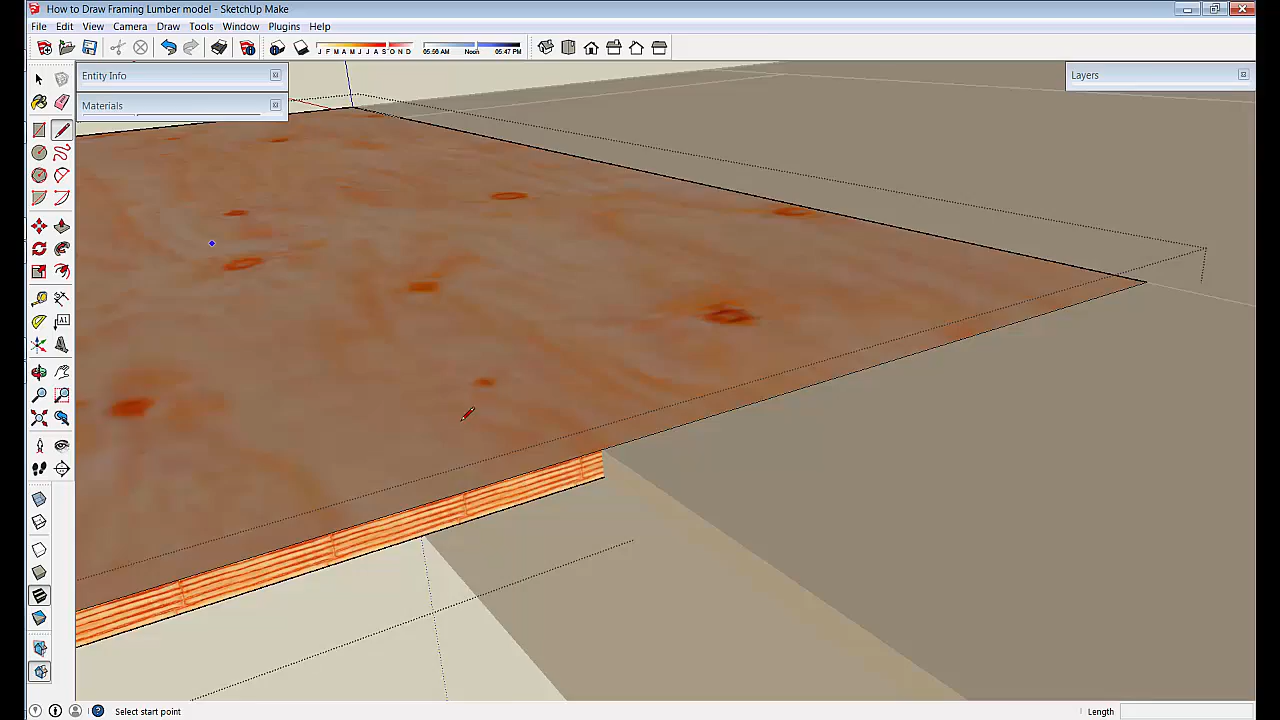 How to Draw Framing Lumber model - SketchUp Make
File Edit View Camera Draw Tools Window Plugins Help
J F M A M J J A S O N D
05:56 AM Noon 05:47 PM
Entity Info
Materials
Layers
A1
Select start point
Length